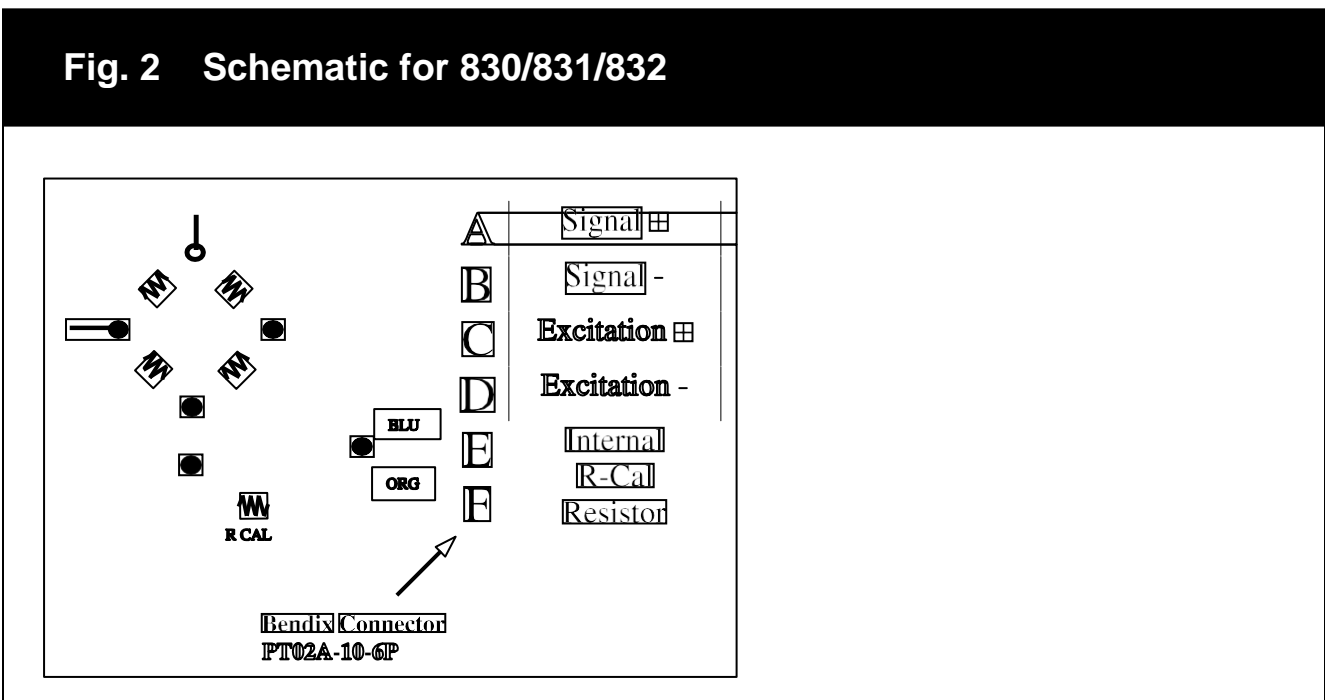 Fig. 2 Schematic for 830/831/832
A Signal +
B Signal -
C Excitation +
D Excitation -
BLU
E Internal
R-Cal
ORG
F Resistor
R CAL
Bendix Connector
PT02A-10-6P